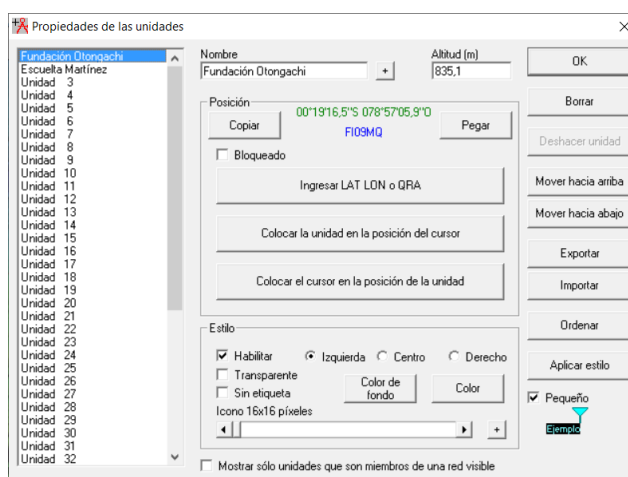 Propiedades de las unidades
Fundación Otongachi
Escuelta Martínez
Unidad 3
Unidad 4
Unidad 5
Unidad 6
Unidad 7
Unidad 8
Unidad 9
Unidad 10
Unidad 11
Unidad 12
Unidad 13
Unidad 14
Unidad 15
Unidad 16
Unidad 17
Unidad 18
Unidad 19
Unidad 20
Unidad 21
Unidad 22
Unidad 23
Unidad 24
Unidad 25
Unidad 26
Unidad 27
Unidad 28
Unidad 29
Unidad 30
Unidad 31
Unidad 32
Nombre
Fundación Otongachi
+
Altitud (m)
835,1
Posición
Copiar
00°19'16,5"S 078°57'05,9"O
FI09MQ
Pegar
Bloqueado
Ingresar LAT LON o QRA
Colocar la unidad en la posición del cursor
Colocar el cursor en la posición de la unidad
Estilo
Habilitar
Izquierda
Centro
Derecho
Transparente
Sin etiqueta
Color de
fondo
Color
Icono 16x16 píxeles
+
Mostrar sólo unidades que son miembros de una red visible
OK
Borrar
Deshacer unidad
Mover hacia arriba
Mover hacia abajo
Exportar
Importar
Ordenar
Aplicar estilo
Pequeño
Ejemplo